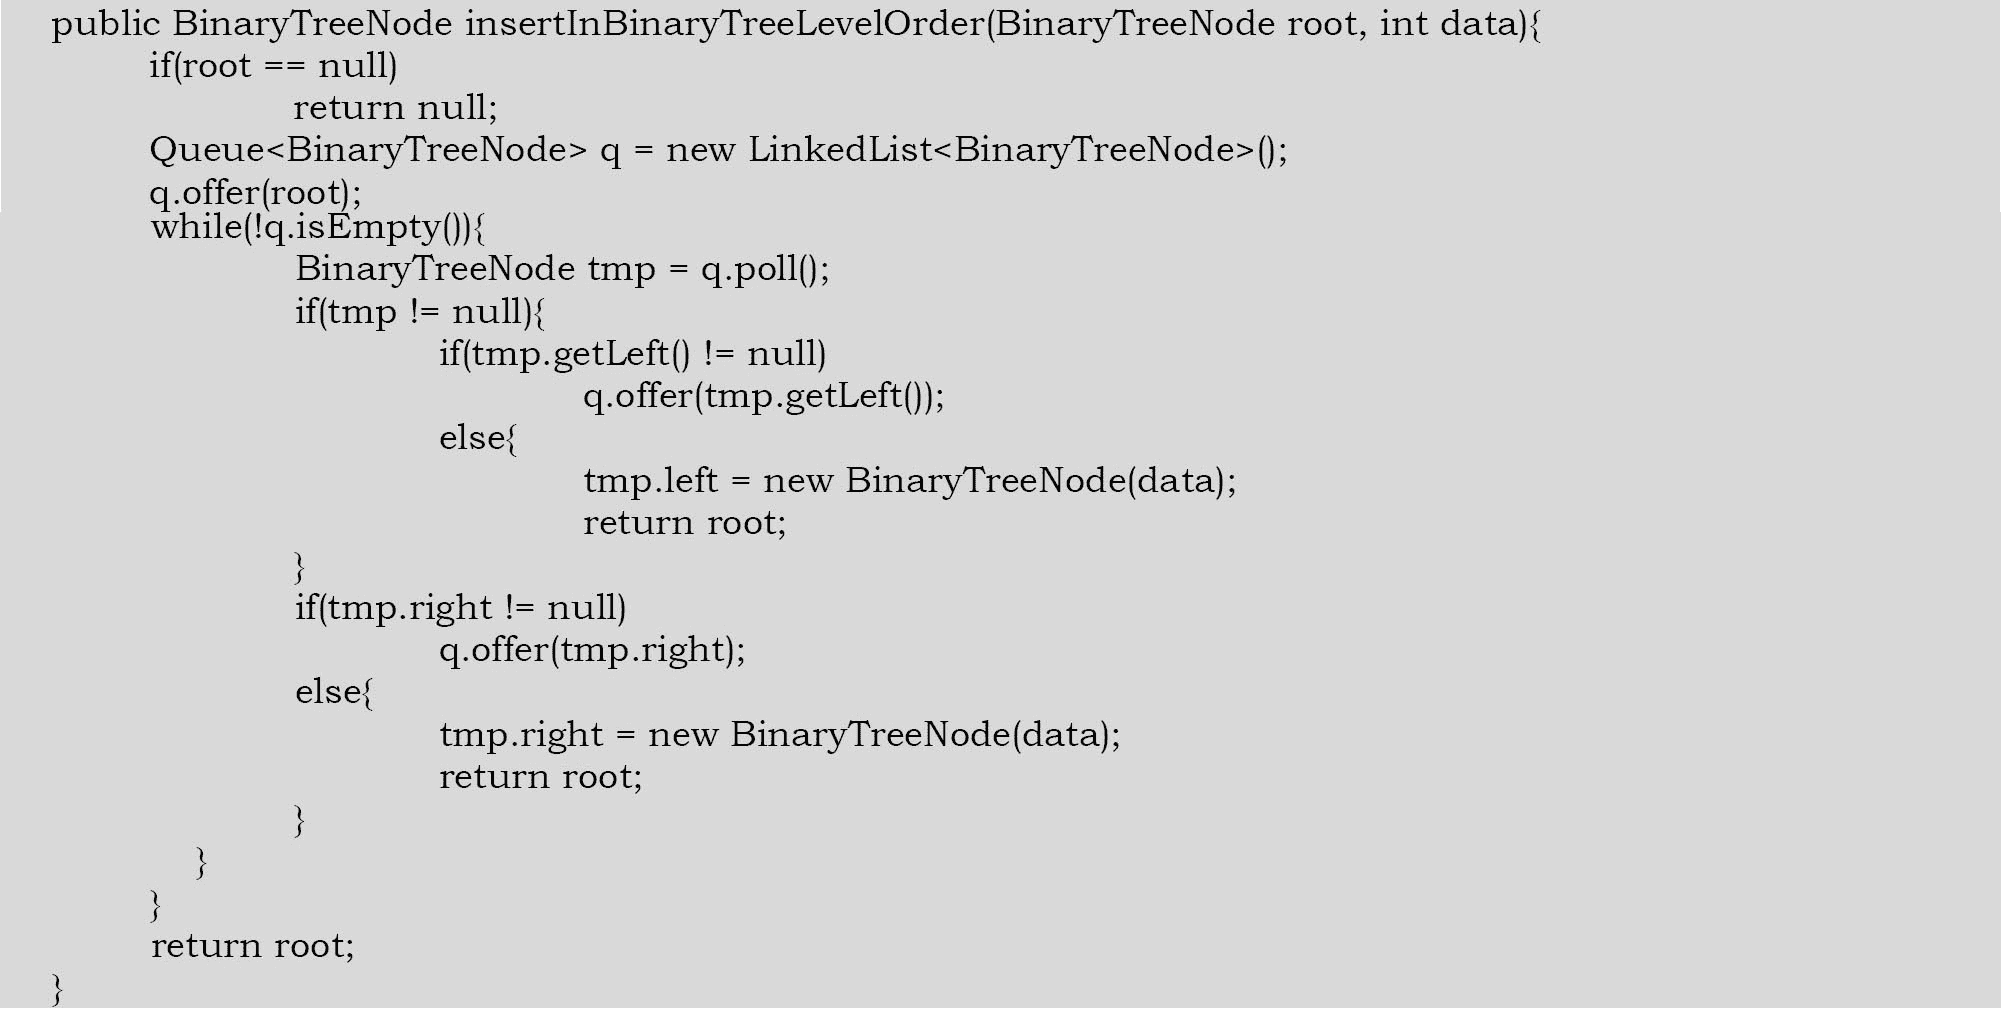 public BinaryTreeNode insertInBinaryTreeLevelOrder(BinaryTreeNode root, int data){
if(root == null)
return null;
Queue<BinaryTreeNode> q = new LinkedList<BinaryTreeNode>();
q.offer(root);
while(!q.isEmpty()){
BinaryTreeNode tmp = q.poll();
if(tmp != null){
if(tmp.getLeft() != null)
q.offer(tmp.getLeft());
else{
tmp.left = new BinaryTreeNode(data);
return root;
}
if(tmp.right != null)
q.offer(tmp.right);
else{
tmp.right = new BinaryTreeNode(data);
return root;
}
}
}
return root;
}